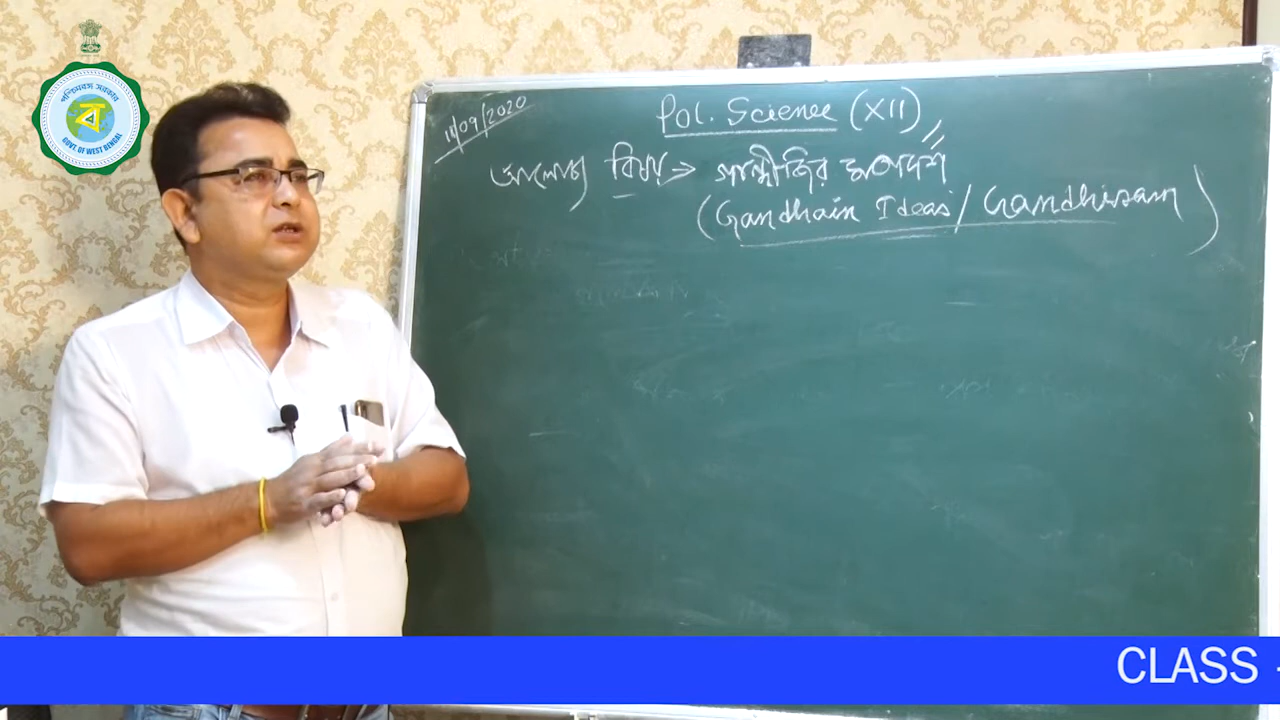 পশ্চিমবঙ্গ সরকার
ব
GOVT. OF WEST BENGAL
11/09/2020
Pol. Science (XII)
আলোচ্য বিষয় → গান্ধীজির মতাদর্শ
(Gandhain Ideas / Gandhisam)
CLASS -